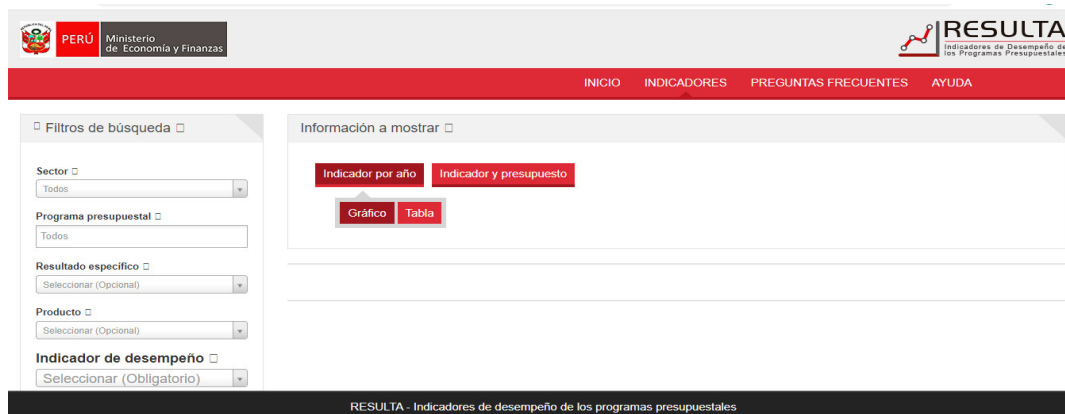 PERÚ
Ministerio
de Economía y Finanzas
RESULTA
Indicadores de Desempeño de
los Programas Presupuestales
INICIO INDICADORES PREGUNTAS FRECUENTES AYUDA
Filtros de búsqueda
Sector
Todos
Programa presupuestal
Todos
Resultado específico
Seleccionar (Opcional)
Producto
Seleccionar (Opcional)
Indicador de desempeño
Seleccionar (Obligatorio)
Información a mostrar
Indicador por año Indicador y presupuesto
Gráfico Tabla
RESULTA - Indicadores de desempeño de los programas presupuestales